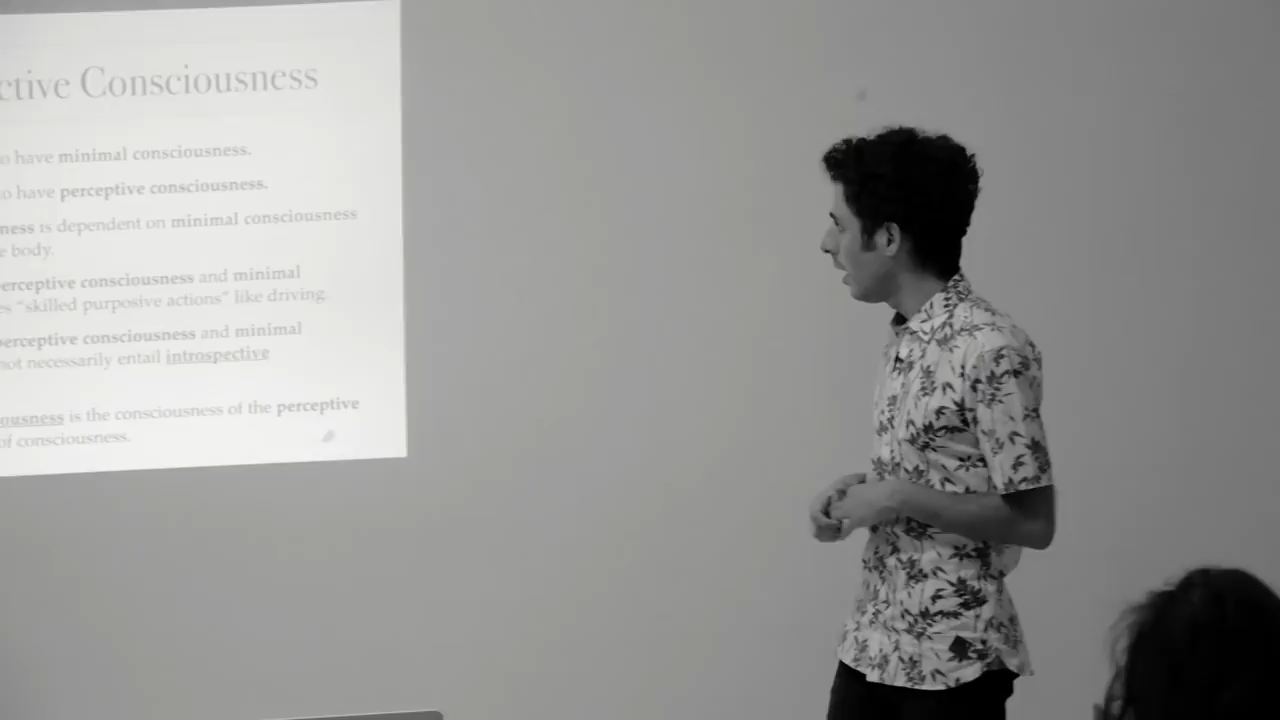 ctive Consciousness
o have minimal consciousness.
o have perceptive consciousness.
ness is dependent on minimal consciousness
e body.
erceptive consciousness and minimal
es “skilled purposive actions” like driving.
perceptive consciousness and minimal
not necessarily entail introspective
ousness is the consciousness of the perceptive
of consciousness.